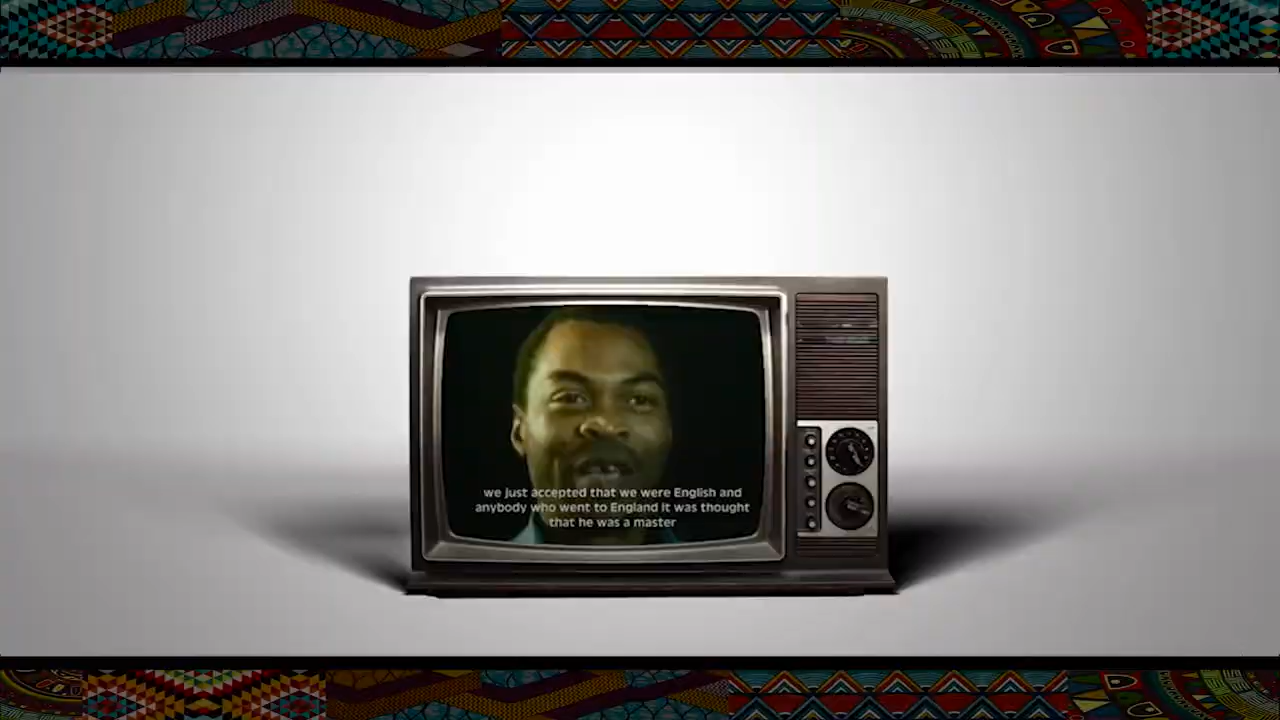 we just accepted that we were English and
anybody who went to England it was thought
that he was a master